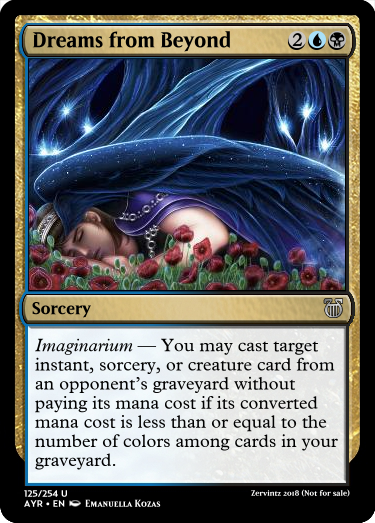 Dreams from Beyond 2
Sorcery
Imaginarium — You may cast target
instant, sorcery, or creature card from
an opponent's graveyard without
paying its mana cost if its converted
mana cost is less than or equal to the
number of colors among cards in your
graveyard.
125/254 U
Zervintz 2018 (Not for sale)
AYR • EN Emanuella Kozas